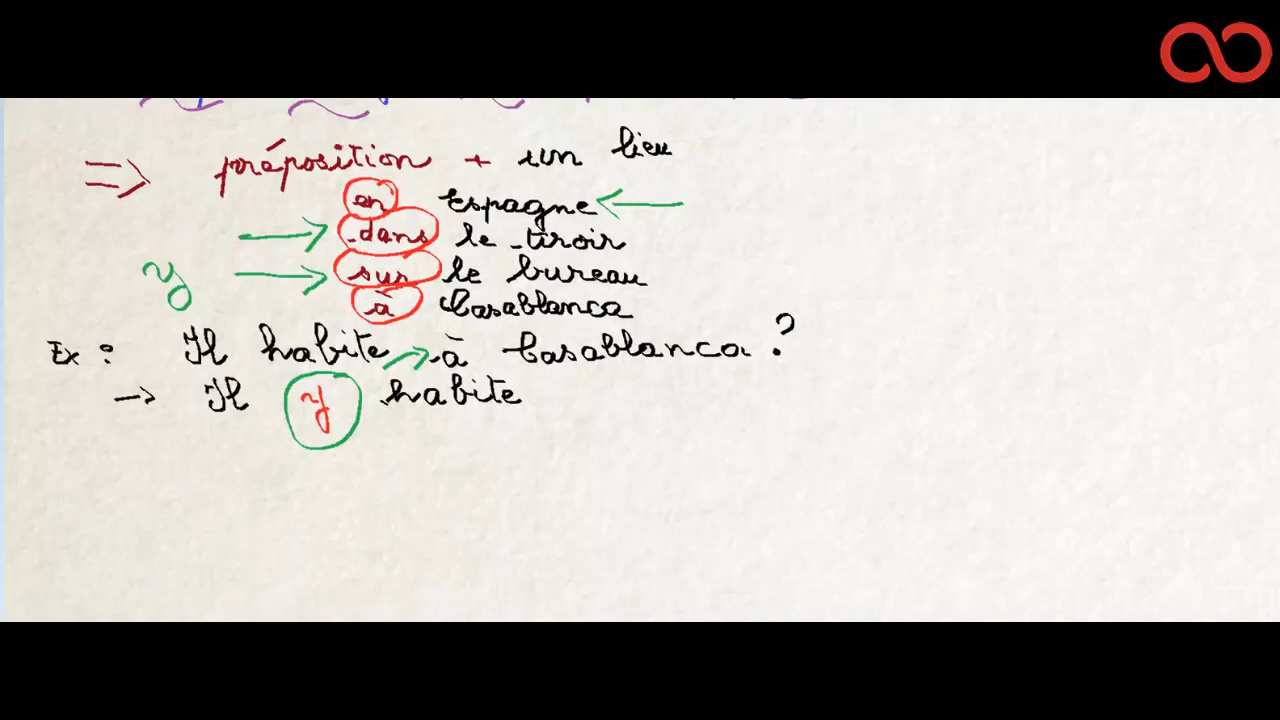 ⇒ préposition + un lieu
en Espagne ←
→ dans le tiroir
y → sur le bureau
à Casablanca
Ex : Il habite à Casablanca ?
→ Il y habite